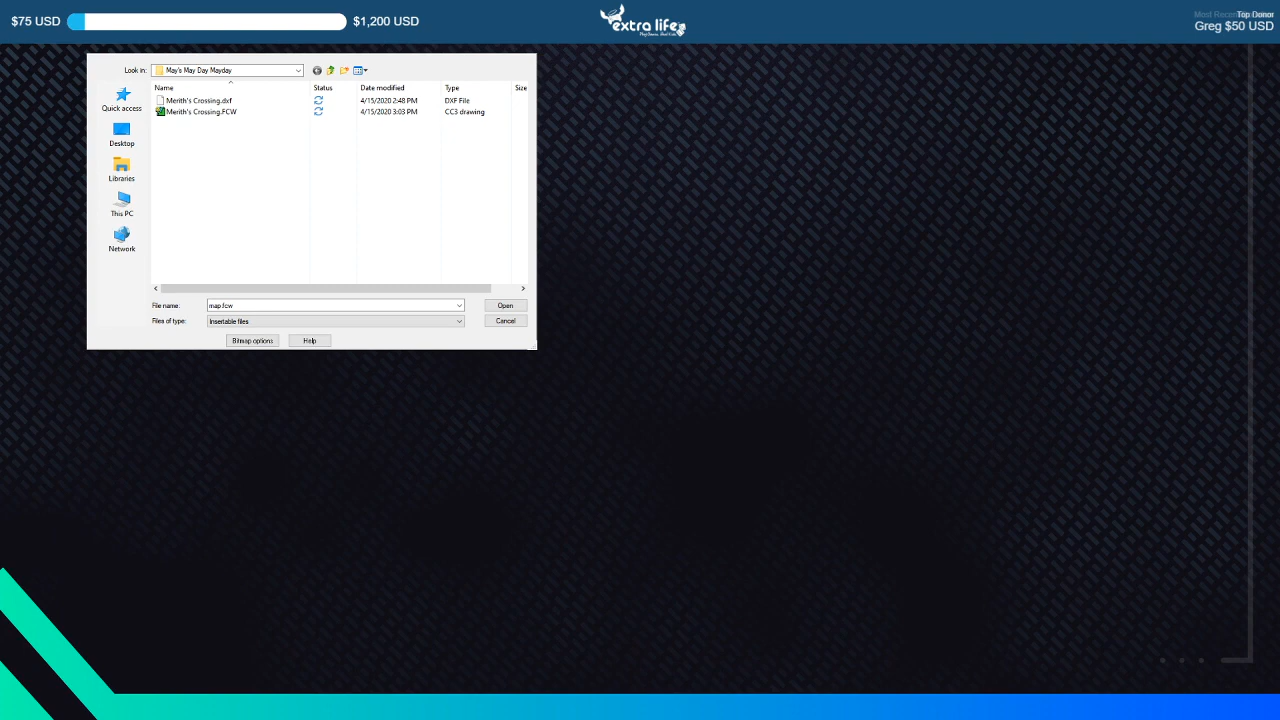 $75 USD
$1,200 USD
extra life
Most Recent Donor
Top Donor
Greg $50 USD
Look in:
May's May Day Mayday
Name
Status
Date modified
Type
Size
Merith's Crossing.dxf
4/15/2020 2:48 PM
DXF File
Merith's Crossing.FCW
4/15/2020 3:03 PM
CC3 drawing
Quick access
Desktop
Libraries
This PC
Network
File name:
map.fcw
Open
Files of type:
Insertable files
Cancel
Bitmap options
Help